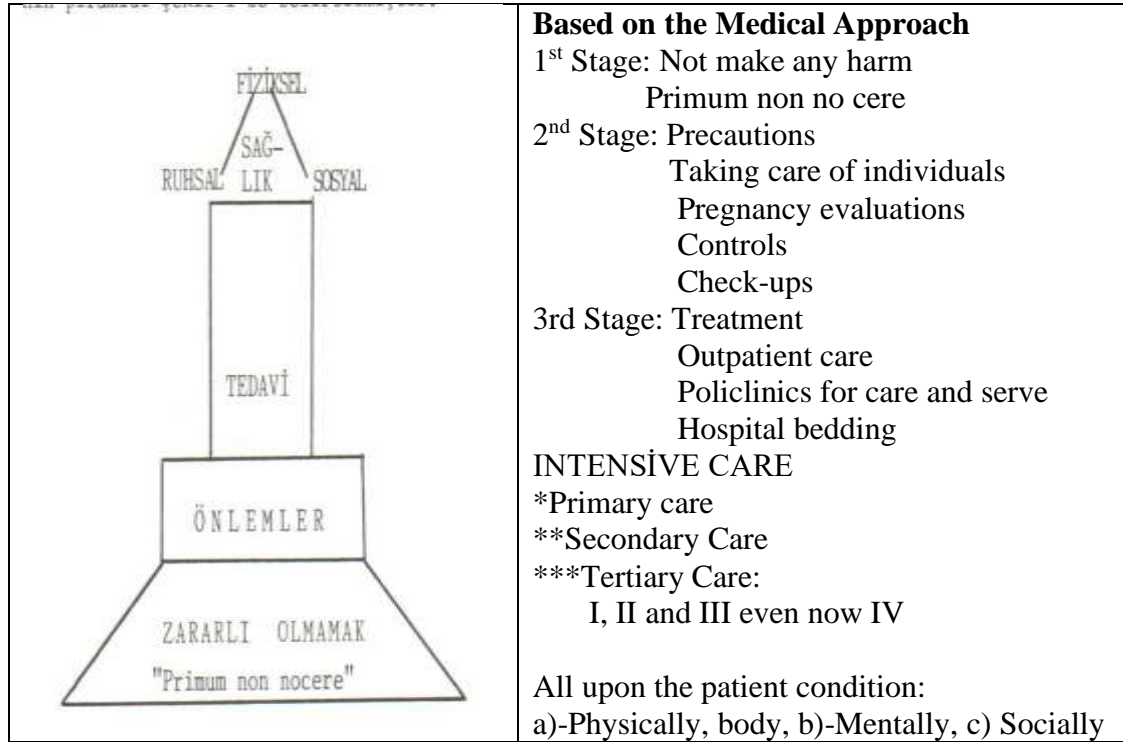 FİZİKSEL
SAĞ-
RUHSAL LIK SOSYAL
TEDAVİ
ÖNLEMLER
ZARARLI OLMAMAK
"Primum non nocere"
Based on the Medical Approach
1st Stage: Not make any harm
Primum non no cere
2nd Stage: Precautions
Taking care of individuals
Pregnancy evaluations
Controls
Check-ups
3rd Stage: Treatment
Outpatient care
Policlinics for care and serve
Hospital bedding
INTENSİVE CARE
*Primary care
**Secondary Care
***Tertiary Care:
I, II and III even now IV
All upon the patient condition:
a)-Physically, body, b)-Mentally, c) Socially